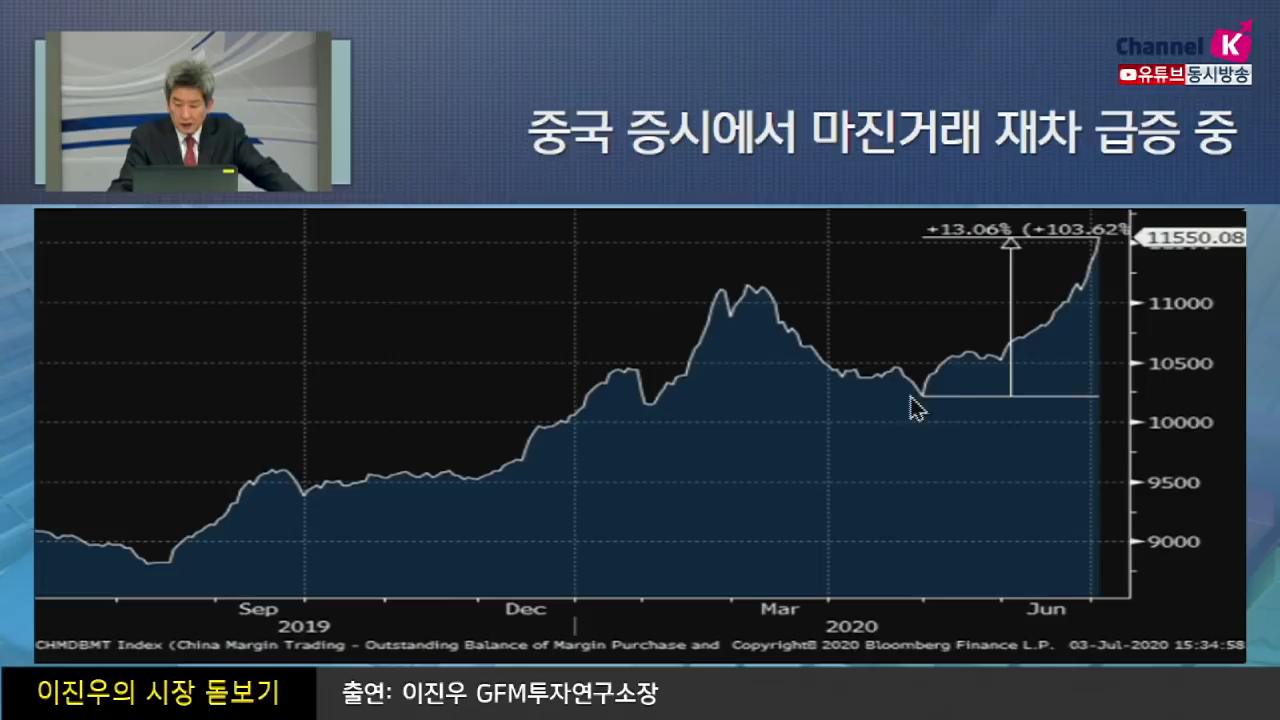 Channel K
유튜브 동시방송
중국 증시에서 마진거래 재차 급증 중
+13.06% (+103.62%
11550.08
11000
10500
10000
9500
9000
Sep Dec Mar Jun
2019 2020
CHMDBMT Index (China Margin Trading - Outstanding Balance of Margin Purchase and Copyright© 2020 Bloomberg Finance L.P. 03-Jul-2020 15:34:58
이진우의 시장 돋보기
출연: 이진우 GFM투자연구소장